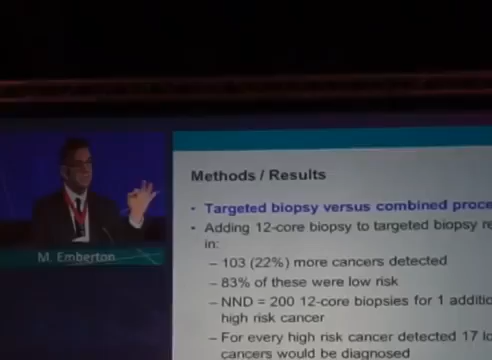 Methods / Results
• Targeted biopsy versus combined proce
• Adding 12-core biopsy to targeted biopsy re
in:
– 103 (22%) more cancers detected
– 83% of these were low risk
– NND = 200 12-core biopsies for 1 additio
high risk cancer
– For every high risk cancer detected 17 lo
cancers would be diagnosed
M. Emberton